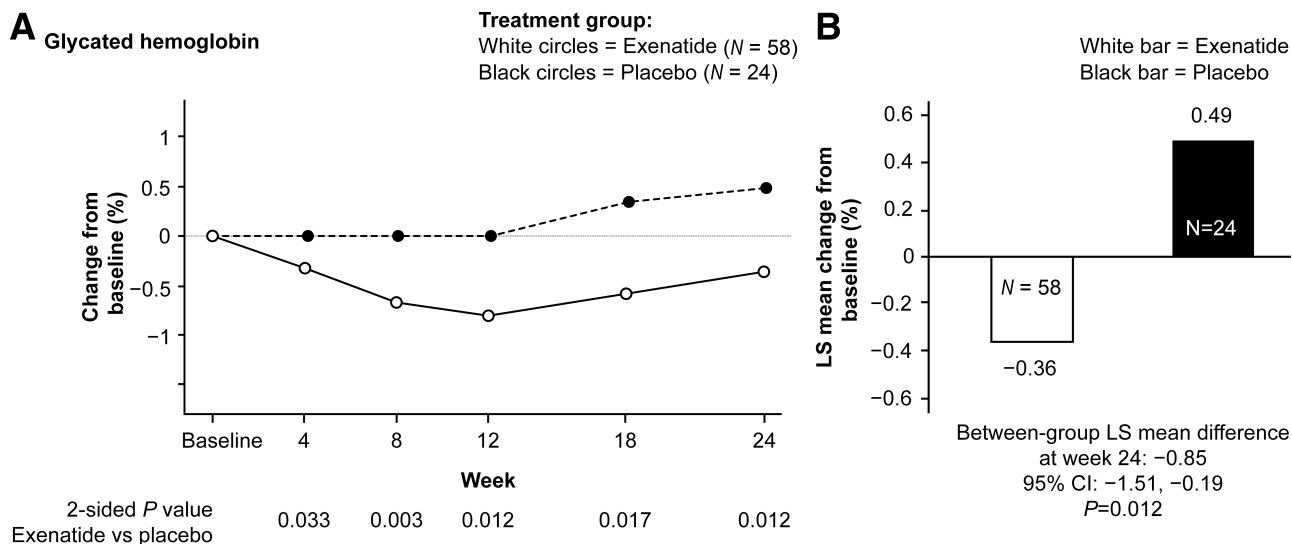 A
Glycated hemoglobin
Treatment group:
White circles = Exenatide (N = 58)
Black circles = Placebo (N = 24)
1
0.5
0
−0.5
−1
Change from
baseline (%)
Baseline 4 8 12 18 24
Week
2-sided P value
Exenatide vs placebo
0.033 0.003 0.012 0.017 0.012
B
White bar = Exenatide
Black bar = Placebo
0.6
0.4
0.2
0
−0.2
−0.4
−0.6
LS mean change from
baseline (%)
0.49
N=24
N = 58
−0.36
Between-group LS mean difference
at week 24: −0.85
95% CI: −1.51, −0.19
P=0.012